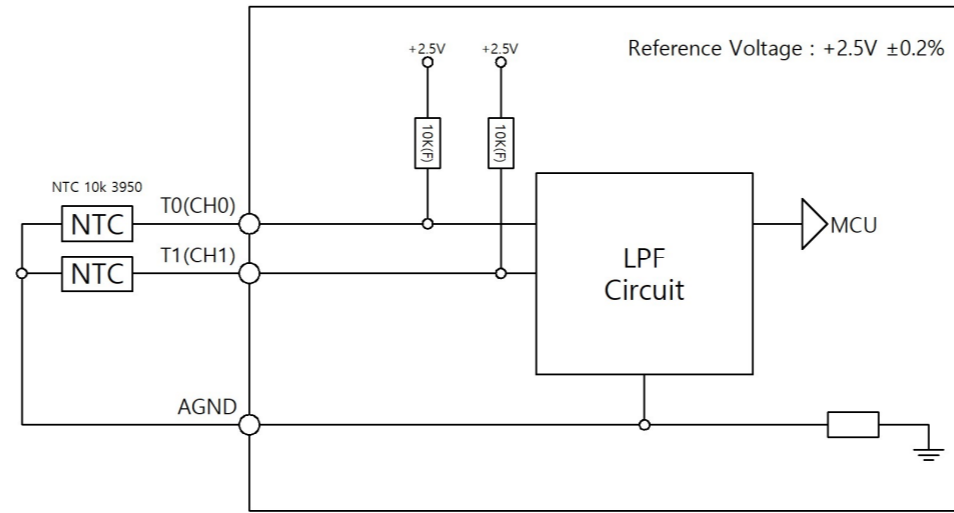 +2.5V +2.5V
Reference Voltage : +2.5V ±0.2%
10K(F) 10K(F)
NTC 10k 3950
T0(CH0)
NTC
MCU
T1(CH1)
NTC
LPF
Circuit
AGND